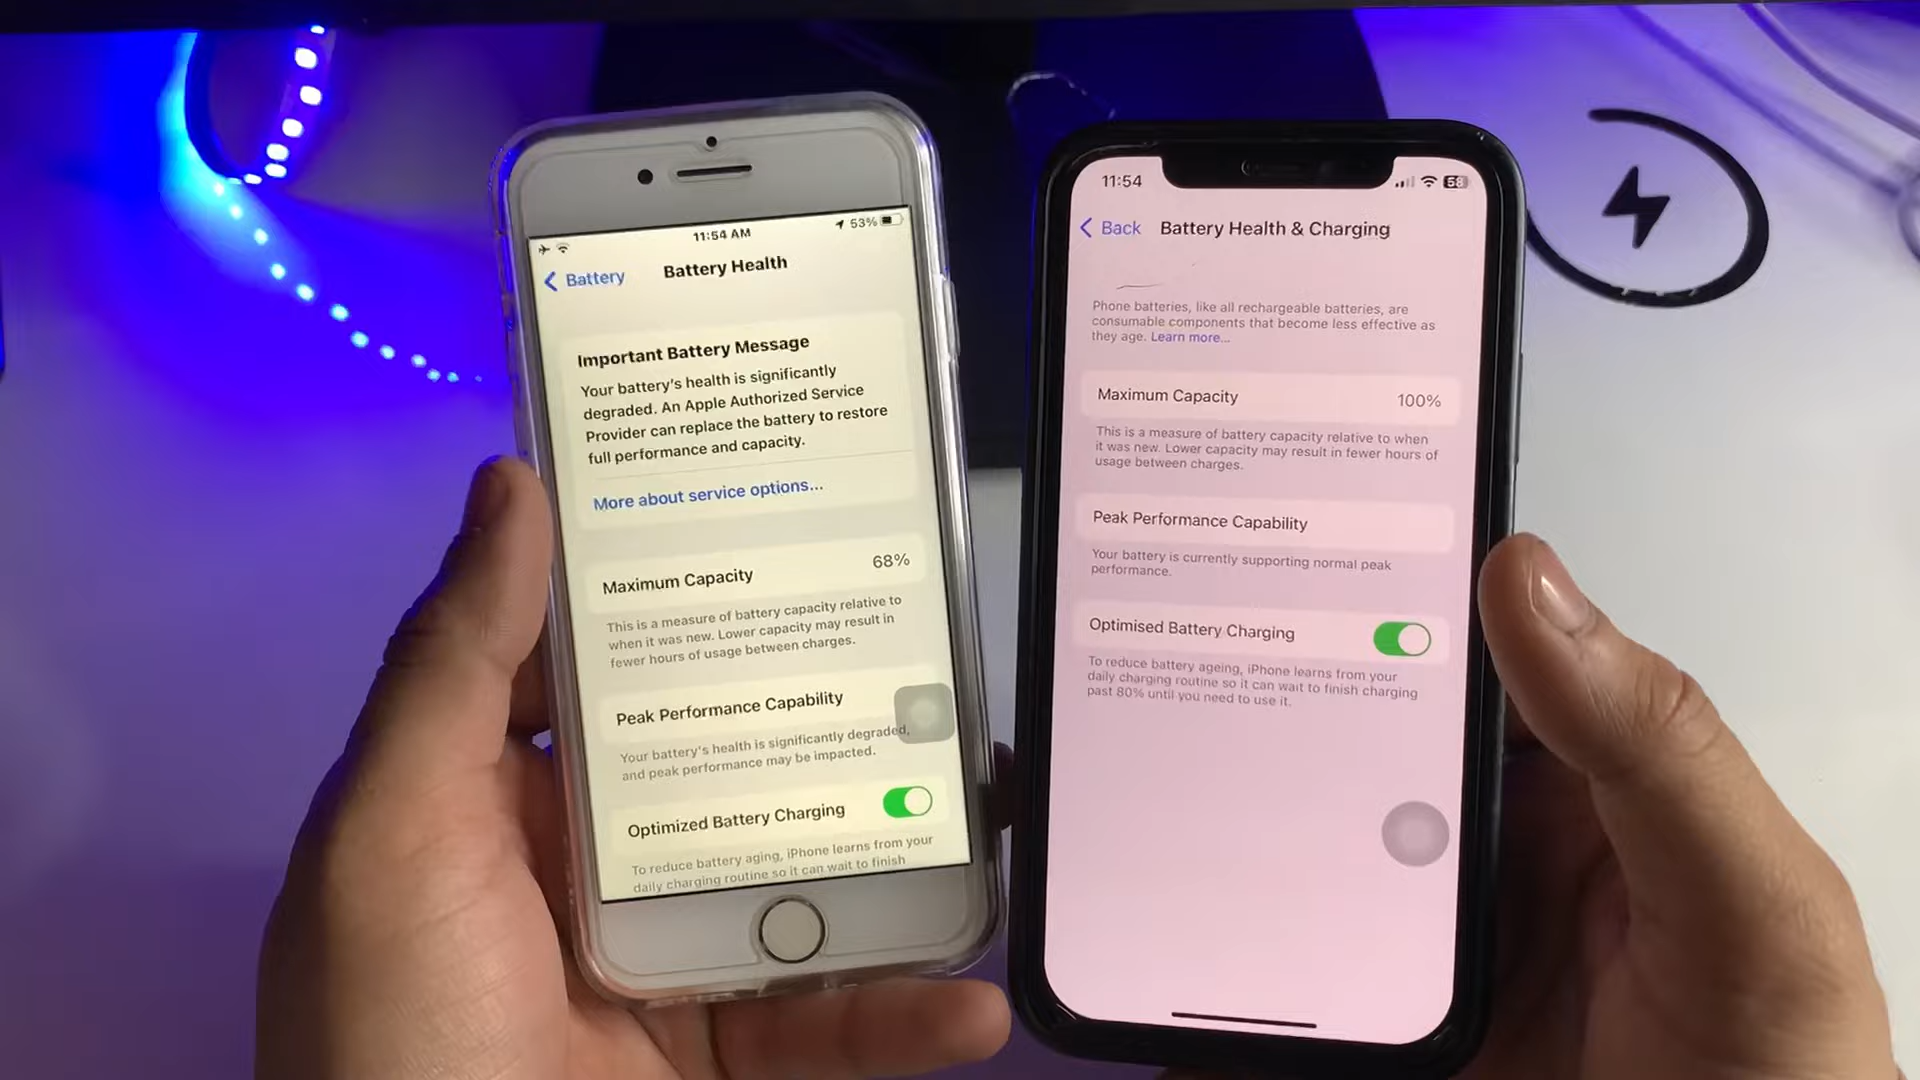 11:54 AM
53%
Battery
Battery Health
Important Battery Message
Your battery's health is significantly
degraded. An Apple Authorized Service
Provider can replace the battery to restore
full performance and capacity.
More about service options...
Maximum Capacity
68%
This is a measure of battery capacity relative to
when it was new. Lower capacity may result in
fewer hours of usage between charges.
Peak Performance Capability
Your battery's health is significantly degraded,
and peak performance may be impacted.
Optimized Battery Charging
To reduce battery aging, iPhone learns from your
daily charging routine so it can wait to finish
11:54
58
Back
Battery Health & Charging
Phone batteries, like all rechargeable batteries, are
consumable components that become less effective as
they age. Learn more...
Maximum Capacity
100%
This is a measure of battery capacity relative to when
it was new. Lower capacity may result in fewer hours of
usage between charges.
Peak Performance Capability
Your battery is currently supporting normal peak
performance.
Optimised Battery Charging
To reduce battery ageing, iPhone learns from your
daily charging routine so it can wait to finish charging
past 80% until you need to use it.